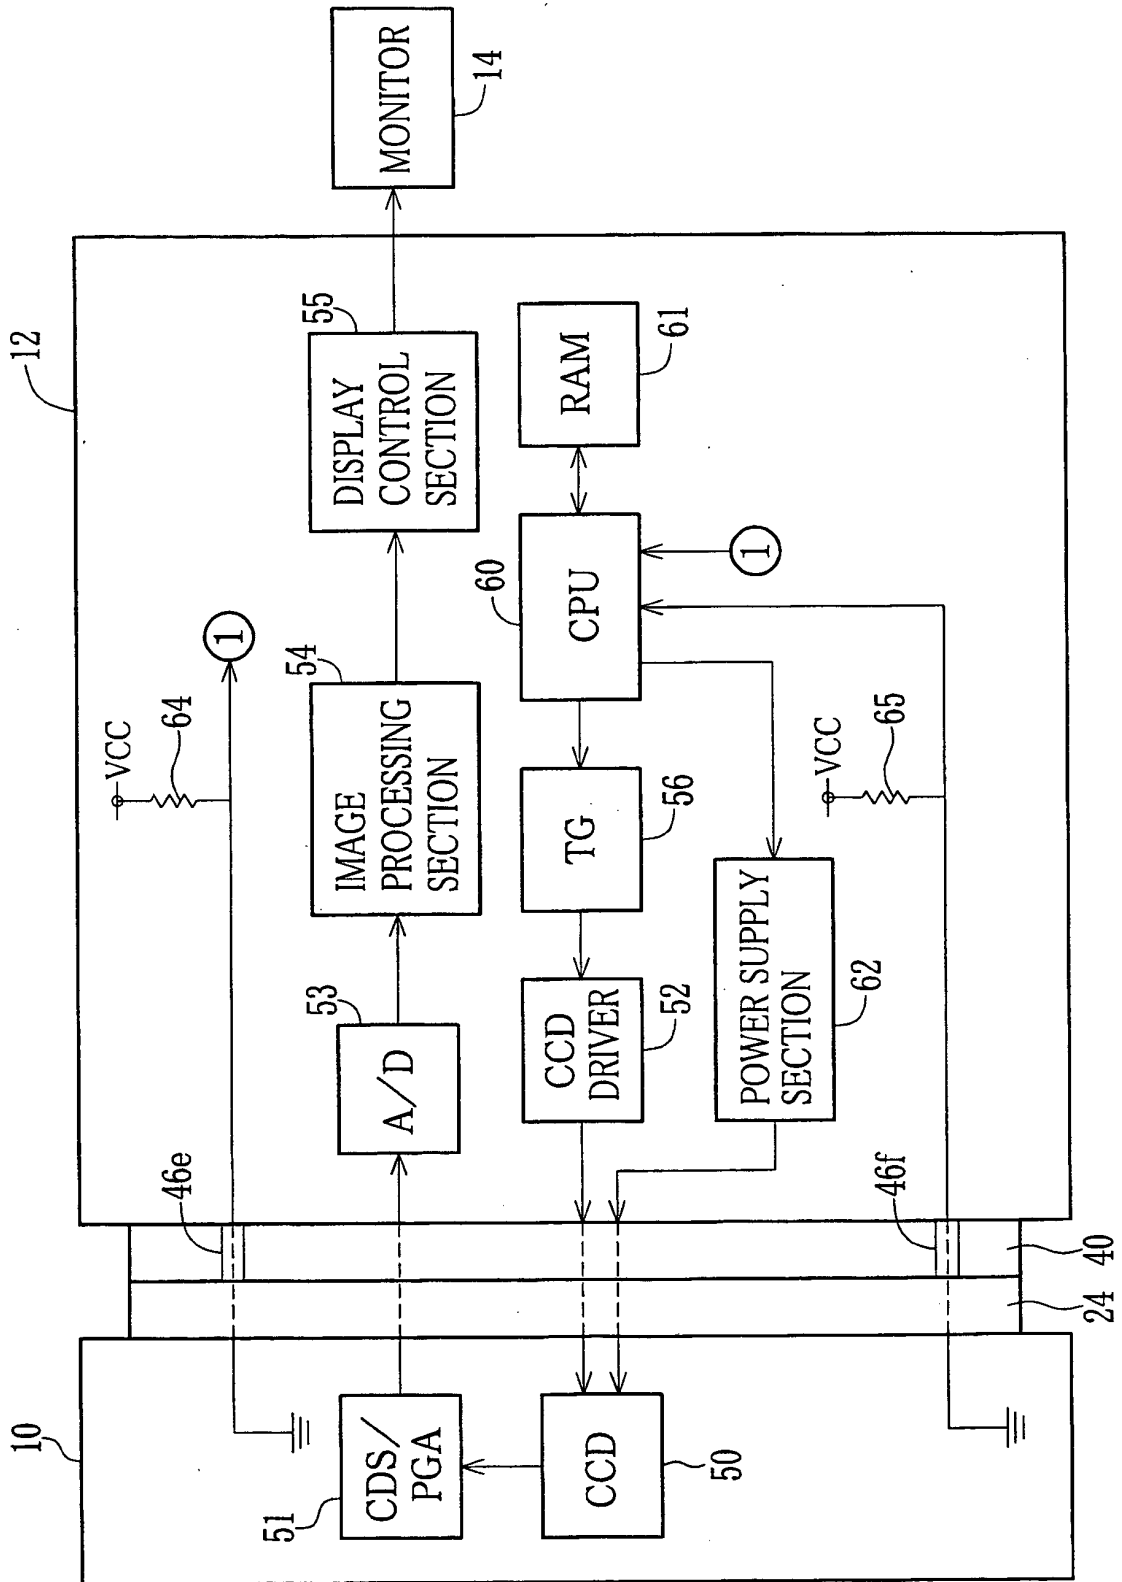 10
12
14
MONITOR
VCC
64
1
46e
51
CDS/
PGA
53
A/D
54
IMAGE
PROCESSING
SECTION
55
DISPLAY
CONTROL
SECTION
50
CCD
CCD
DRIVER
52
TG
56
60
CPU
RAM
61
1
POWER SUPPLY
SECTION
62
VCC
65
46f
24
40